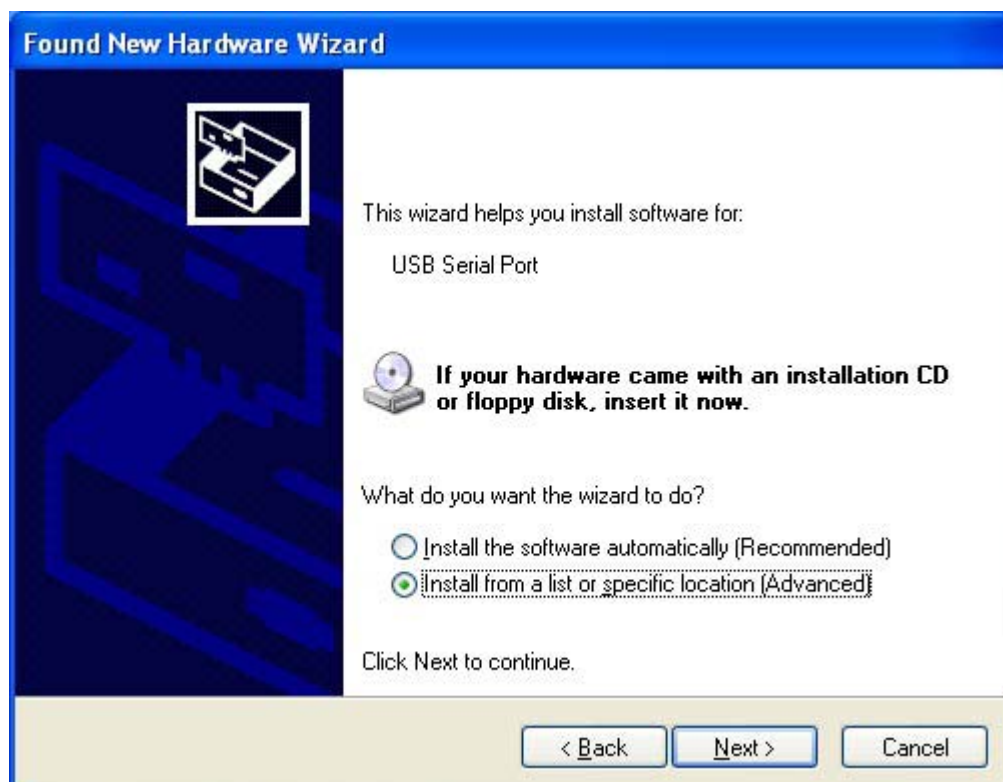 Found New Hardware Wizard
This wizard helps you install software for:
USB Serial Port
If your hardware came with an installation CD
or floppy disk, insert it now.
What do you want the wizard to do?
Install the software automatically (Recommended)
Install from a list or specific location (Advanced)
Click Next to continue.
< Back
Next >
Cancel